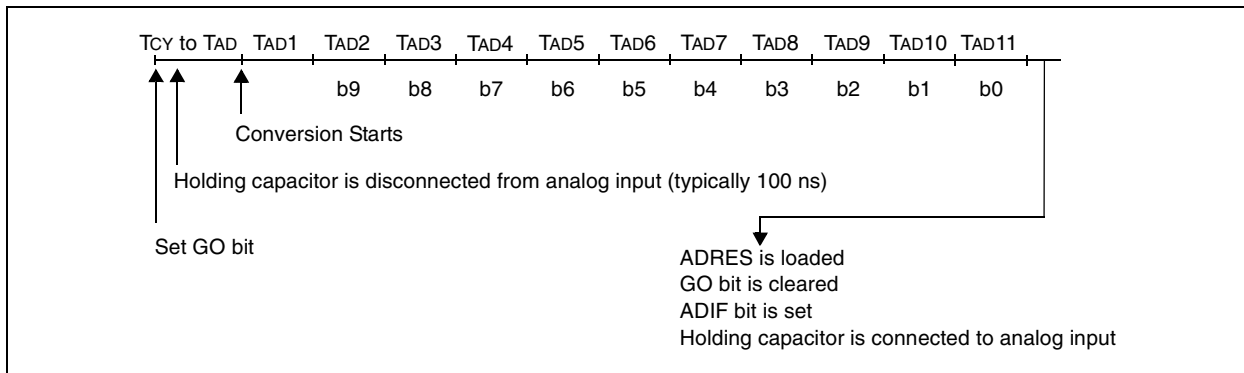 TCY to TAD TAD1 TAD2 TAD3 TAD4 TAD5 TAD6 TAD7 TAD8 TAD9 TAD10 TAD11
b9 b8 b7 b6 b5 b4 b3 b2 b1 b0
Conversion Starts
Holding capacitor is disconnected from analog input (typically 100 ns)
Set GO bit
ADRES is loaded
GO bit is cleared
ADIF bit is set
Holding capacitor is connected to analog input